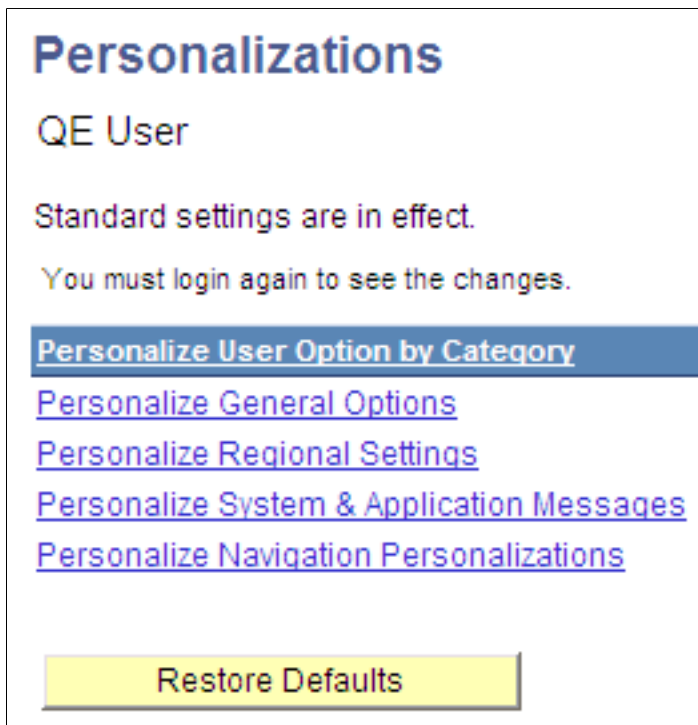 Personalizations
QE User
Standard settings are in effect.
You must login again to see the changes.
Personalize User Option by Category
Personalize General Options
Personalize Regional Settings
Personalize System & Application Messages
Personalize Navigation Personalizations
Restore Defaults